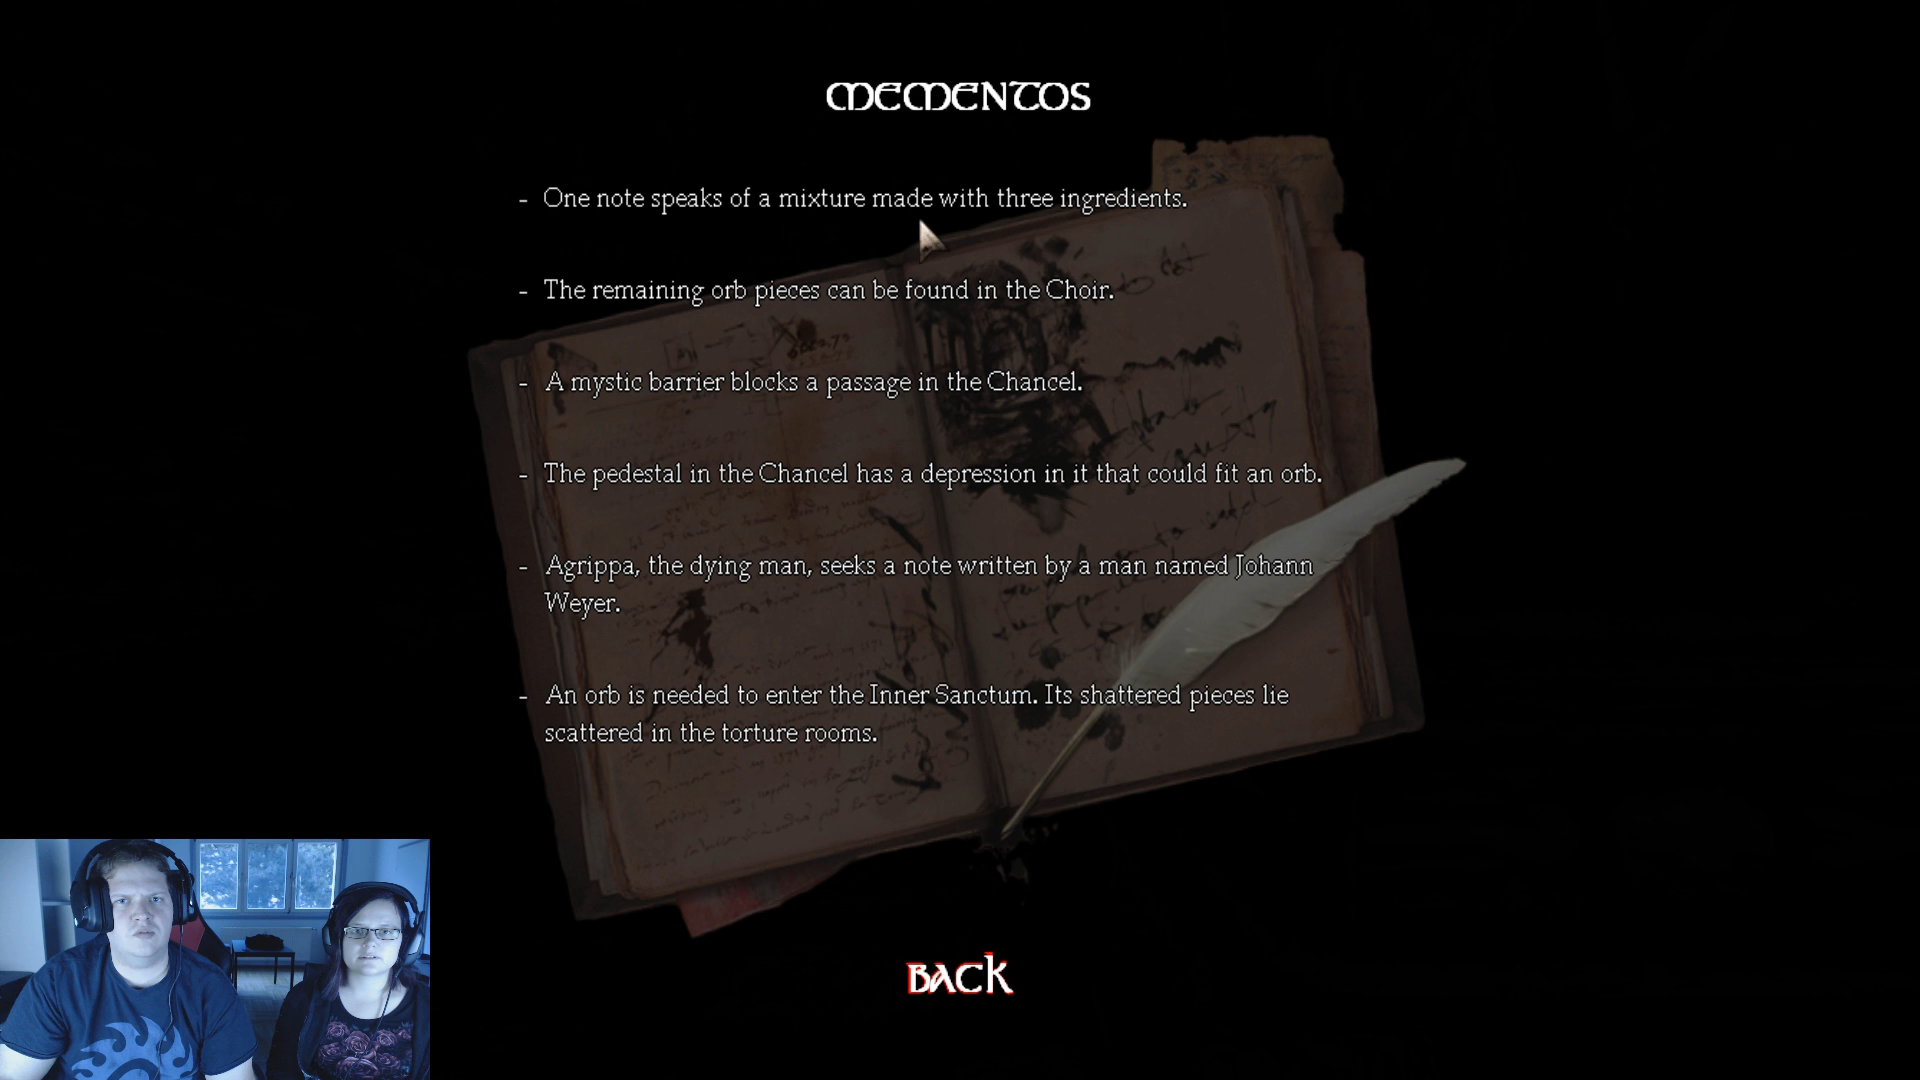 MEMENTOS
- One note speaks of a mixture made with three ingredients.
- The remaining orb pieces can be found in the Choir.
- A mystic barrier blocks a passage in the Chancel.
- The pedestal in the Chancel has a depression in it that could fit an orb.
- Agrippa, the dying man, seeks a note written by a man named Johann
Weyer.
- An orb is needed to enter the Inner Sanctum. Its shattered pieces lie
scattered in the torture rooms.
BACK